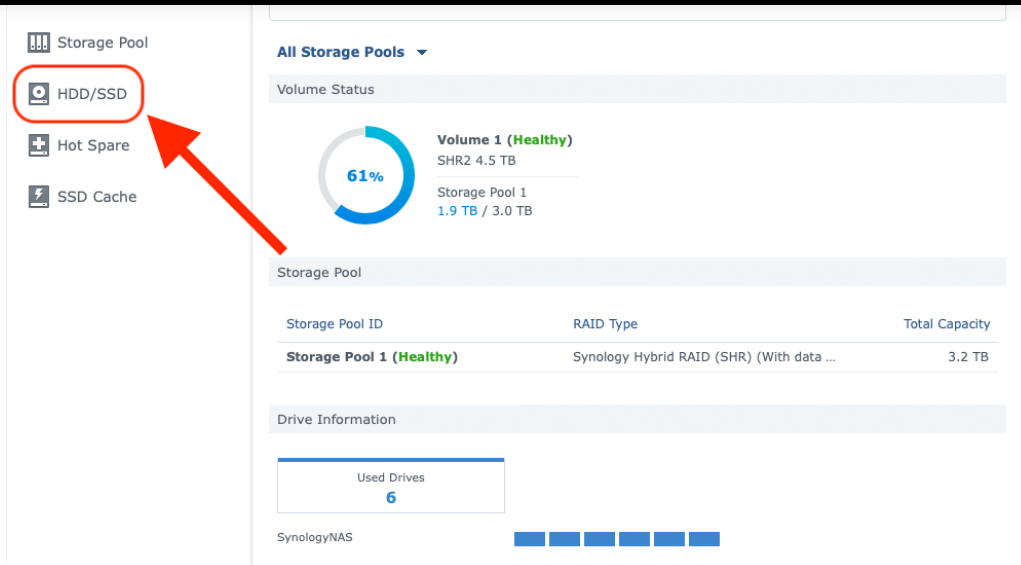 Storage Pool
HDD/SSD
Hot Spare
SSD Cache
All Storage Pools
Volume Status
61%
Volume 1 (Healthy)
SHR2 4.5 TB
Storage Pool 1
1.9 TB / 3.0 TB
Storage Pool
Storage Pool ID RAID Type Total Capacity
Storage Pool 1 (Healthy) Synology Hybrid RAID (SHR) (With data ... 3.2 TB
Drive Information
Used Drives
6
SynologyNAS